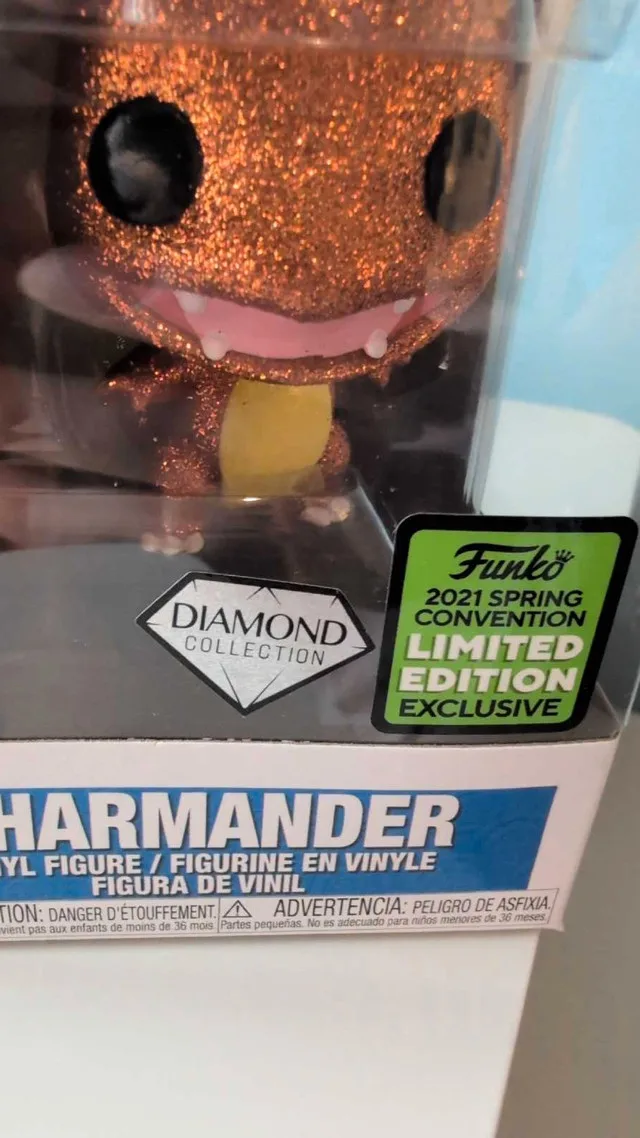 DIAMOND
COLLECTION
Funko
2021 SPRING
CONVENTION
LIMITED
EDITION
EXCLUSIVE
HARMANDER
YL FIGURE / FIGURINE EN VINYLE
FIGURA DE VINIL
TION: DANGER D'ÉTOUFFEMENT.
vient pas aux enfants de moins de 36 mois
ADVERTENCIA: PELIGRO DE ASFIXIA.
Partes pequeñas. No es adecuado para niños menores de 36 meses.